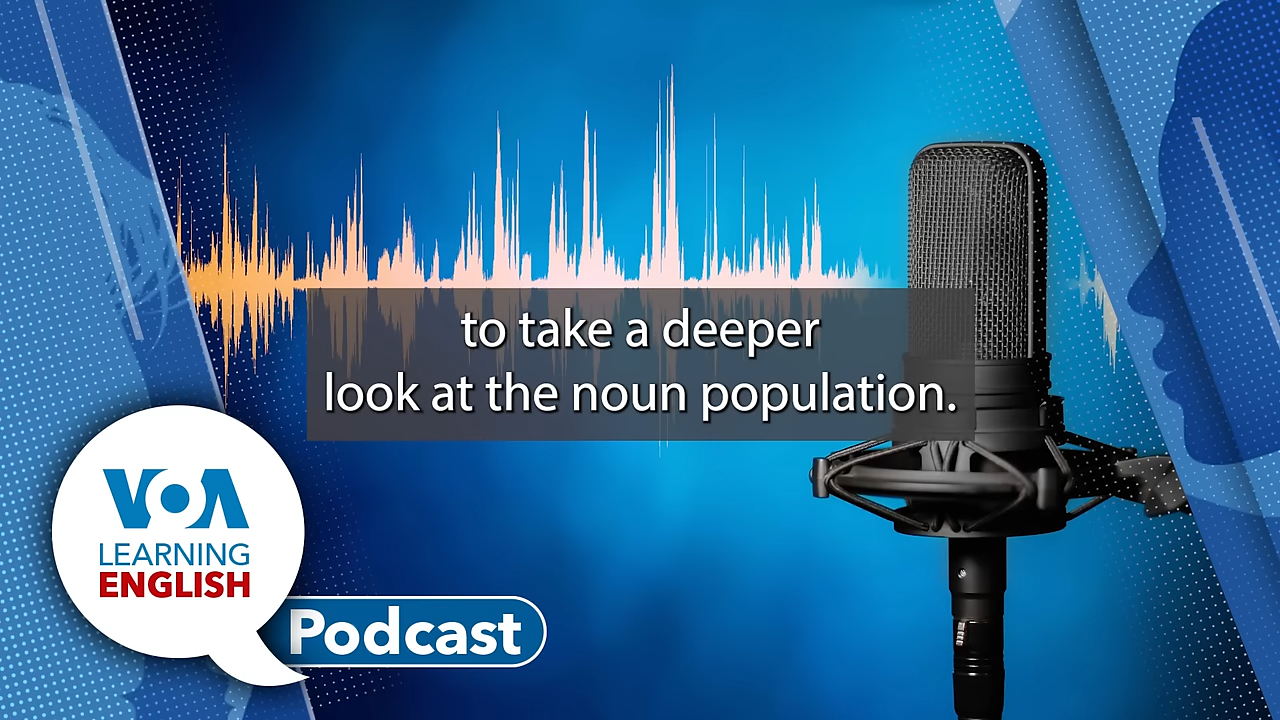 to take a deeper
look at the noun population.
VOA
LEARNING
ENGLISH
Podcast